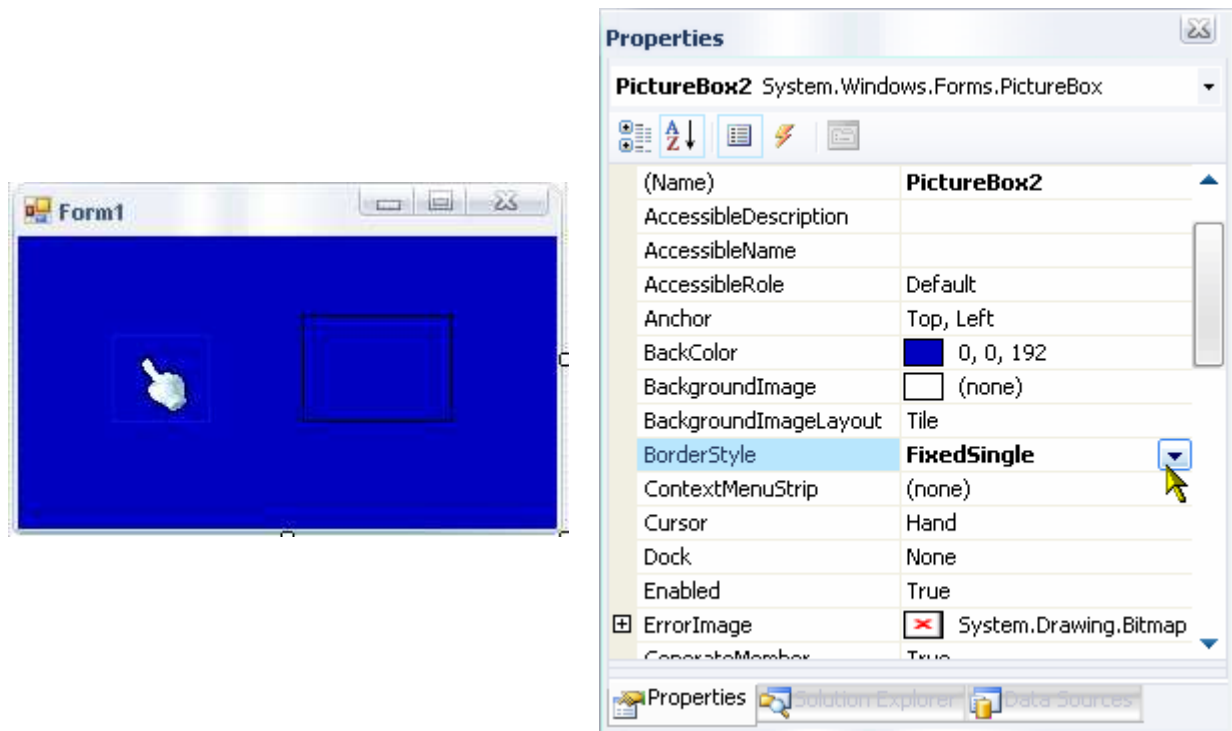 Form1
Properties
PictureBox2 System.Windows.Forms.PictureBox
(Name) PictureBox2
AccessibleDescription
AccessibleName
AccessibleRole Default
Anchor Top, Left
BackColor 0, 0, 192
BackgroundImage (none)
BackgroundImageLayout Tile
BorderStyle FixedSingle
ContextMenuStrip (none)
Cursor Hand
Dock None
Enabled True
ErrorImage System.Drawing.Bitmap
GenerateMember True
Properties Solution Explorer Data Sources